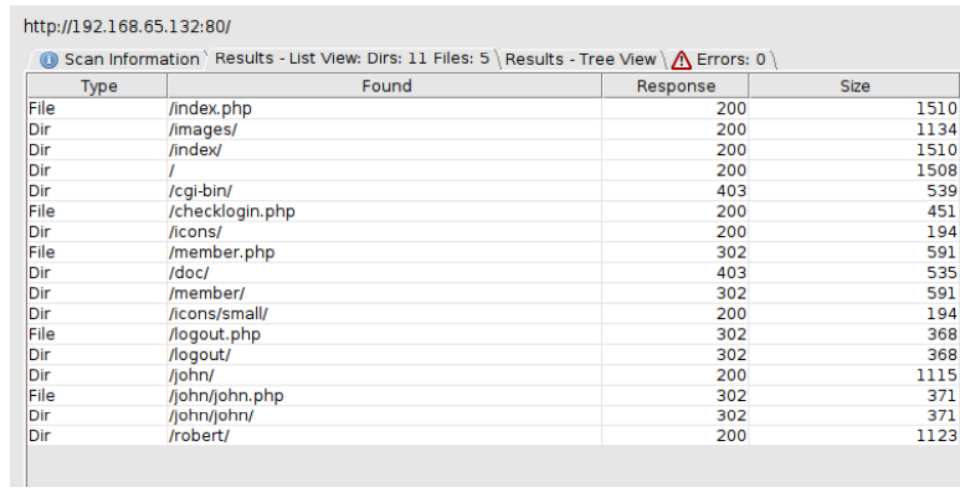 http://192.168.65.132:80/
Scan Information Results - List View: Dirs: 11 Files: 5 Results - Tree View Errors: 0
Type Found Response Size
File /index.php 200 1510
Dir /images/ 200 1134
Dir /index/ 200 1510
Dir / 200 1508
Dir /cgi-bin/ 403 539
File /checklogin.php 200 451
Dir /icons/ 200 194
File /member.php 302 591
Dir /doc/ 403 535
Dir /member/ 302 591
Dir /icons/small/ 200 194
File /logout.php 302 368
Dir /logout/ 302 368
Dir /john/ 200 1115
File /john/john.php 302 371
Dir /john/john/ 302 371
Dir /robert/ 200 1123